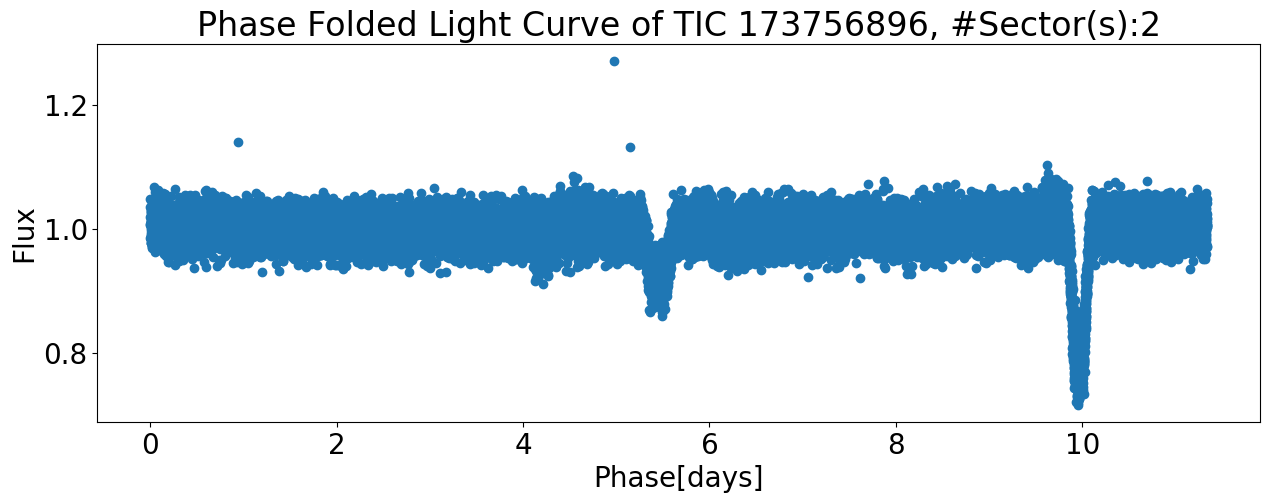 Phase Folded Light Curve of TIC 173756896, #Sector(s):2
1.2
1.0
0.8
Flux
0 2 4 6 8 10
Phase[days]